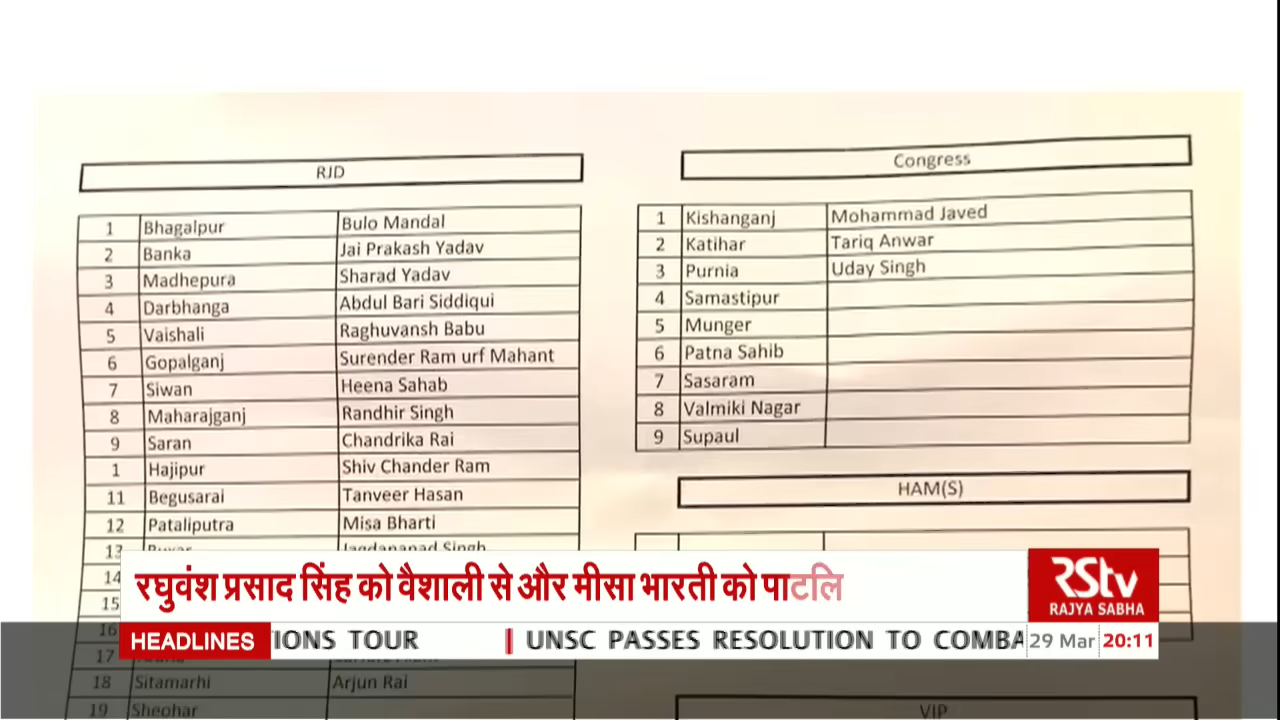 RJD
1 Bhagalpur Bulo Mandal
2 Banka Jai Prakash Yadav
3 Madhepura Sharad Yadav
4 Darbhanga Abdul Bari Siddiqui
5 Vaishali Raghuvansh Babu
6 Gopalganj Surender Ram urf Mahant
7 Siwan Heena Sahab
8 Maharajganj Randhir Singh
9 Saran Chandrika Rai
1 Hajipur Shiv Chander Ram
11 Begusarai Tanveer Hasan
12 Pataliputra Misa Bharti
13 Singh
14
15
16
17
18 Sitamarhi Arjun Rai
19 Sheohar
Congress
1 Kishanganj Mohammad Javed
2 Katihar Tariq Anwar
3 Purnia Uday Singh
4 Samastipur
5 Munger
6 Patna Sahib
7 Sasaram
8 Valmiki Nagar
9 Supaul
HAM(S)
VIP
रघुवंश प्रसाद सिंह को वैशाली से और मीसा भारती को पाटलि
RSTV
RAJYA SABHA
HEADLINES IONS TOUR UNSC PASSES RESOLUTION TO COMBA 29 Mar 20:11